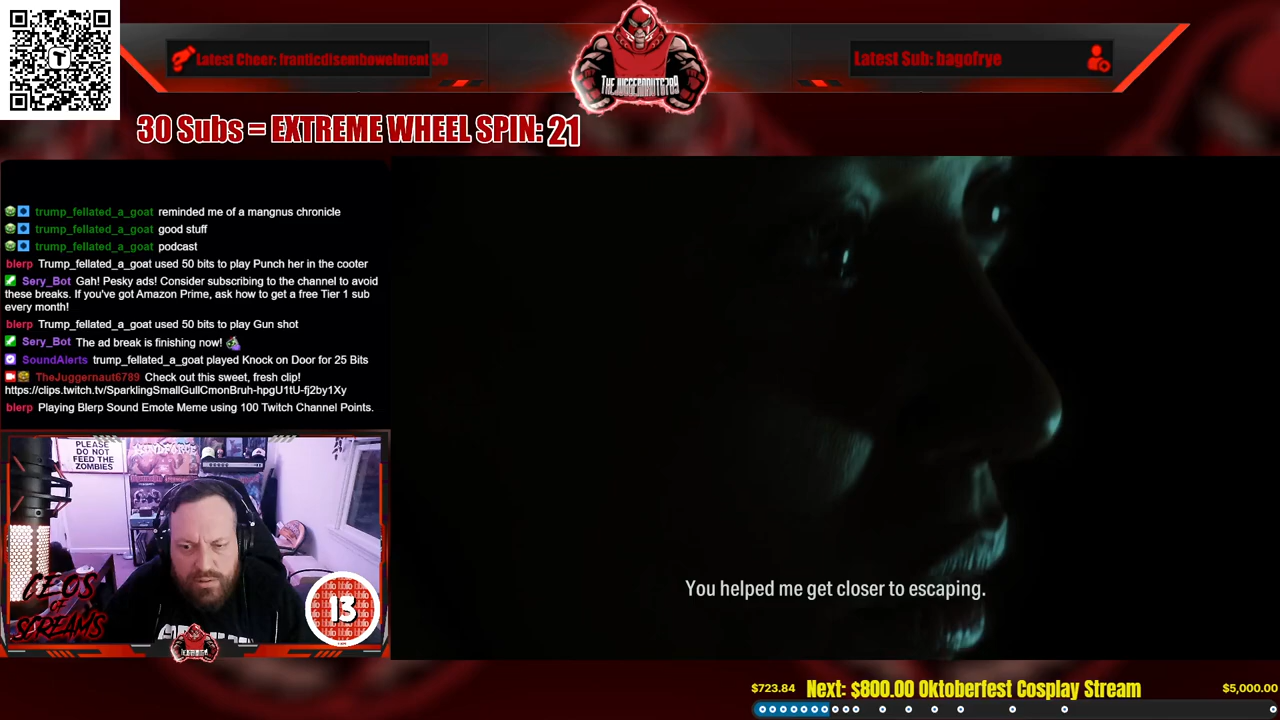 Latest Cheer: franticdisembowelment 50
THEJUGGERNAUT6789
Latest Sub: bagofrye
30 Subs = EXTREME WHEEL SPIN: 21
trump_fellated_a_goat reminded me of a mangnus chronicle
trump_fellated_a_goat good stuff
trump_fellated_a_goat podcast
blerp Trump_fellated_a_goat used 50 bits to play Punch her in the cooter
Sery_Bot Gah! Pesky ads! Consider subscribing to the channel to avoid
these breaks. If you've got Amazon Prime, ask how to get a free Tier 1 sub
every month!
blerp Trump_fellated_a_goat used 50 bits to play Gun shot
Sery_Bot The ad break is finishing now!
SoundAlerts trump_fellated_a_goat played Knock on Door for 25 Bits
TheJuggernaut6789 Check out this sweet, fresh clip!
https://clips.twitch.tv/SparklingSmallGullCmonBruh-hpgU1tU-fj2by1Xy
blerp Playing Blerp Sound Emote Meme using 100 Twitch Channel Points.
PLEASE
DO NOT
FEED THE
ZOMBIES
CEOS
OF
SCREAMS
13
You helped me get closer to escaping.
$723.84 Next: $800.00 Oktoberfest Cosplay Stream $5,000.00